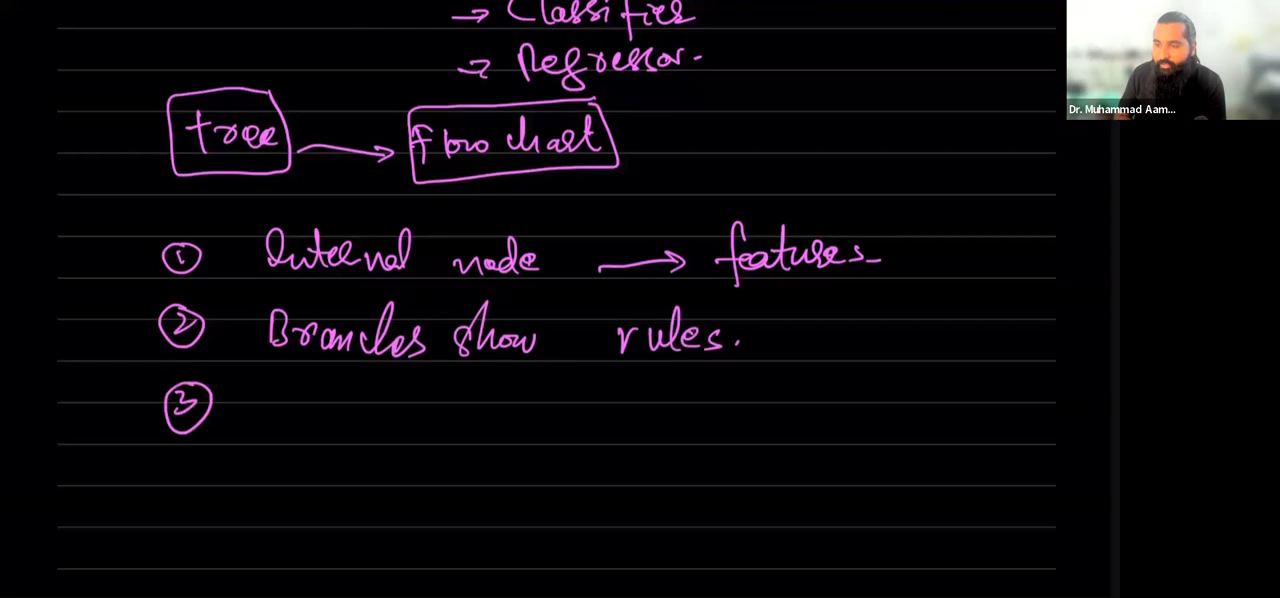 → Classifier
→ Regressor.
tree → flow chart
① Internal node → features
② Branches show rules.
③
Dr. Muhammad Aam...